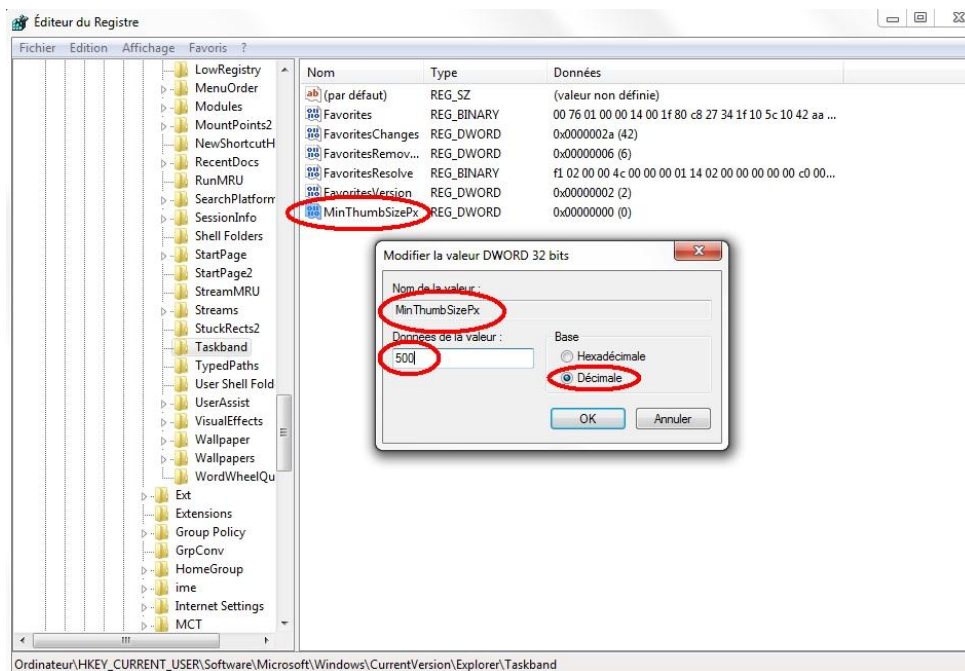 Éditeur du Registre
Fichier Edition Affichage Favoris ?
LowRegistry
MenuOrder
Modules
MountPoints2
NewShortcutH
RecentDocs
RunMRU
SearchPlatform
SessionInfo
Shell Folders
StartPage
StartPage2
StreamMRU
Streams
StuckRects2
Taskband
TypedPaths
User Shell Fold
UserAssist
VisualEffects
Wallpaper
Wallpapers
WordWheelQu
Ext
Extensions
Group Policy
GrpConv
HomeGroup
ime
Internet Settings
MCT
Nom Type Données
(par défaut) REG_SZ (valeur non définie)
Favorites REG_BINARY 00 76 01 00 00 14 00 1f 80 c8 27 34 1f 10 5c 10 42 aa ...
FavoritesChanges REG_DWORD 0x0000002a (42)
FavoritesRemov... REG_DWORD 0x00000006 (6)
FavoritesResolve REG_BINARY f1 02 00 00 4c 00 00 00 01 14 02 00 00 00 00 00 c0 00...
FavoritesVersion REG_DWORD 0x00000002 (2)
MinThumbSizePx REG_DWORD 0x00000000 (0)
Modifier la valeur DWORD 32 bits
Nom de la valeur :
MinThumbSizePx
Données de la valeur :
500
Base
Hexadécimale
Décimale
OK Annuler
Ordinateur\HKEY_CURRENT_USER\Software\Microsoft\Windows\CurrentVersion\Explorer\Taskband